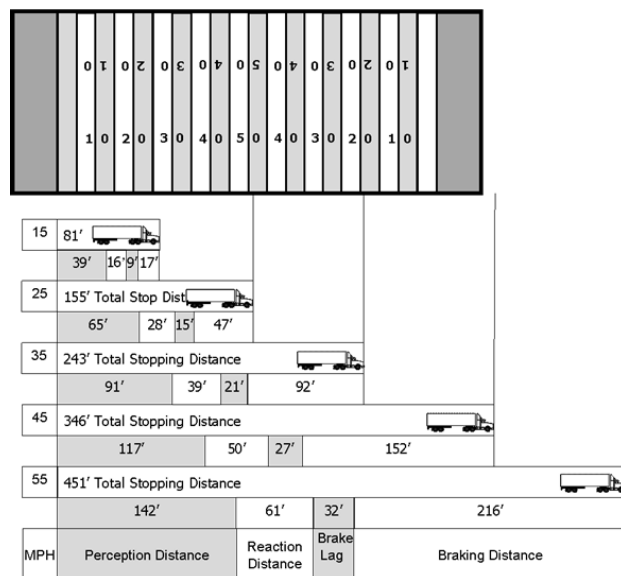 0 1 0 2 0 3 0 4 0 5 0 4 0 3 0 2 0 1
1 0 2 0 3 0 4 0 5 0 4 0 3 0 2 0 1 0
15 81'
39' 16' 9' 17'
25 155' Total Stop Dist
65' 28' 15' 47'
35 243' Total Stopping Distance
91' 39' 21' 92'
45 346' Total Stopping Distance
117' 50' 27' 152'
55 451' Total Stopping Distance
142' 61' 32' 216'
MPH Perception Distance Reaction Distance Brake Lag Braking Distance